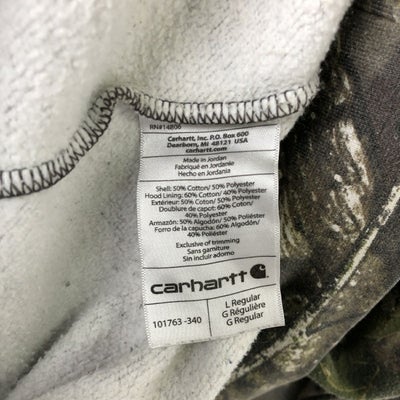 RN#14806
Carhartt, Inc. P.O. Box 600
Dearborn, MI 48121 USA
carhartt.com
Made in Jordan
Fabriqué en Jordanie
Hecho en Jordania
Shell: 50% Cotton/ 50% Polyester
Hood Lining: 60% Cotton/ 40% Polyester
Extérieur: 50% Coton/ 50% Polyester
Doublure de capot: 60% Coton/
40% Polyester
Armazón: 50% Algodón/ 50% Poliéster
Forro de la capucha: 60% Algodón/
40% Poliéster
Exclusive of trimming
Sans garniture
Sin incluir adorno
carhartt
101763 -340
L Regular
G Régulière
G Regular